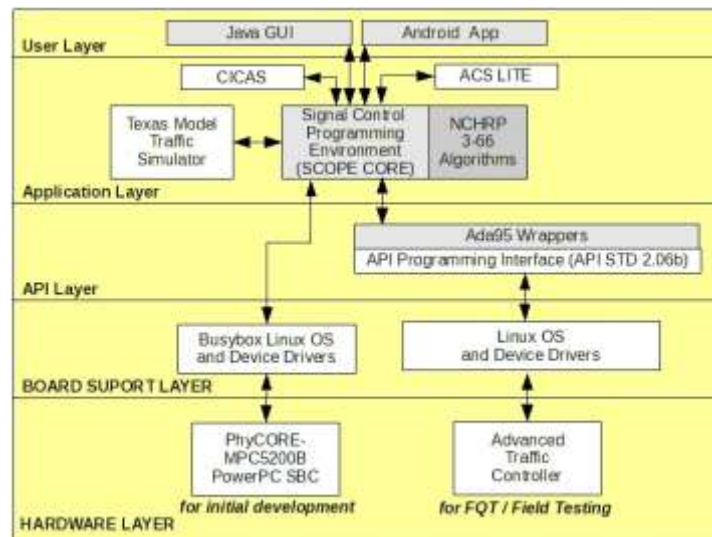 Java GUI
Android App
User Layer
CICAS
ACS LITE
Texas Model
Traffic
Simulator
Signal Control
Programming
Environment
(SCOPE CORE)
NCHRP
3-66
Algorithms
Application Layer
Ada95 Wrappers
API Programming Interface (API STD 2.06b)
API Layer
Busybox Linux OS
and Device Drivers
Linux OS
and Device Drivers
BOARD SUPORT LAYER
PhyCORE-
MPC5200B
PowerPC SBC
Advanced
Traffic
Controller
for initial development
for FQT / Field Testing
HARDWARE LAYER